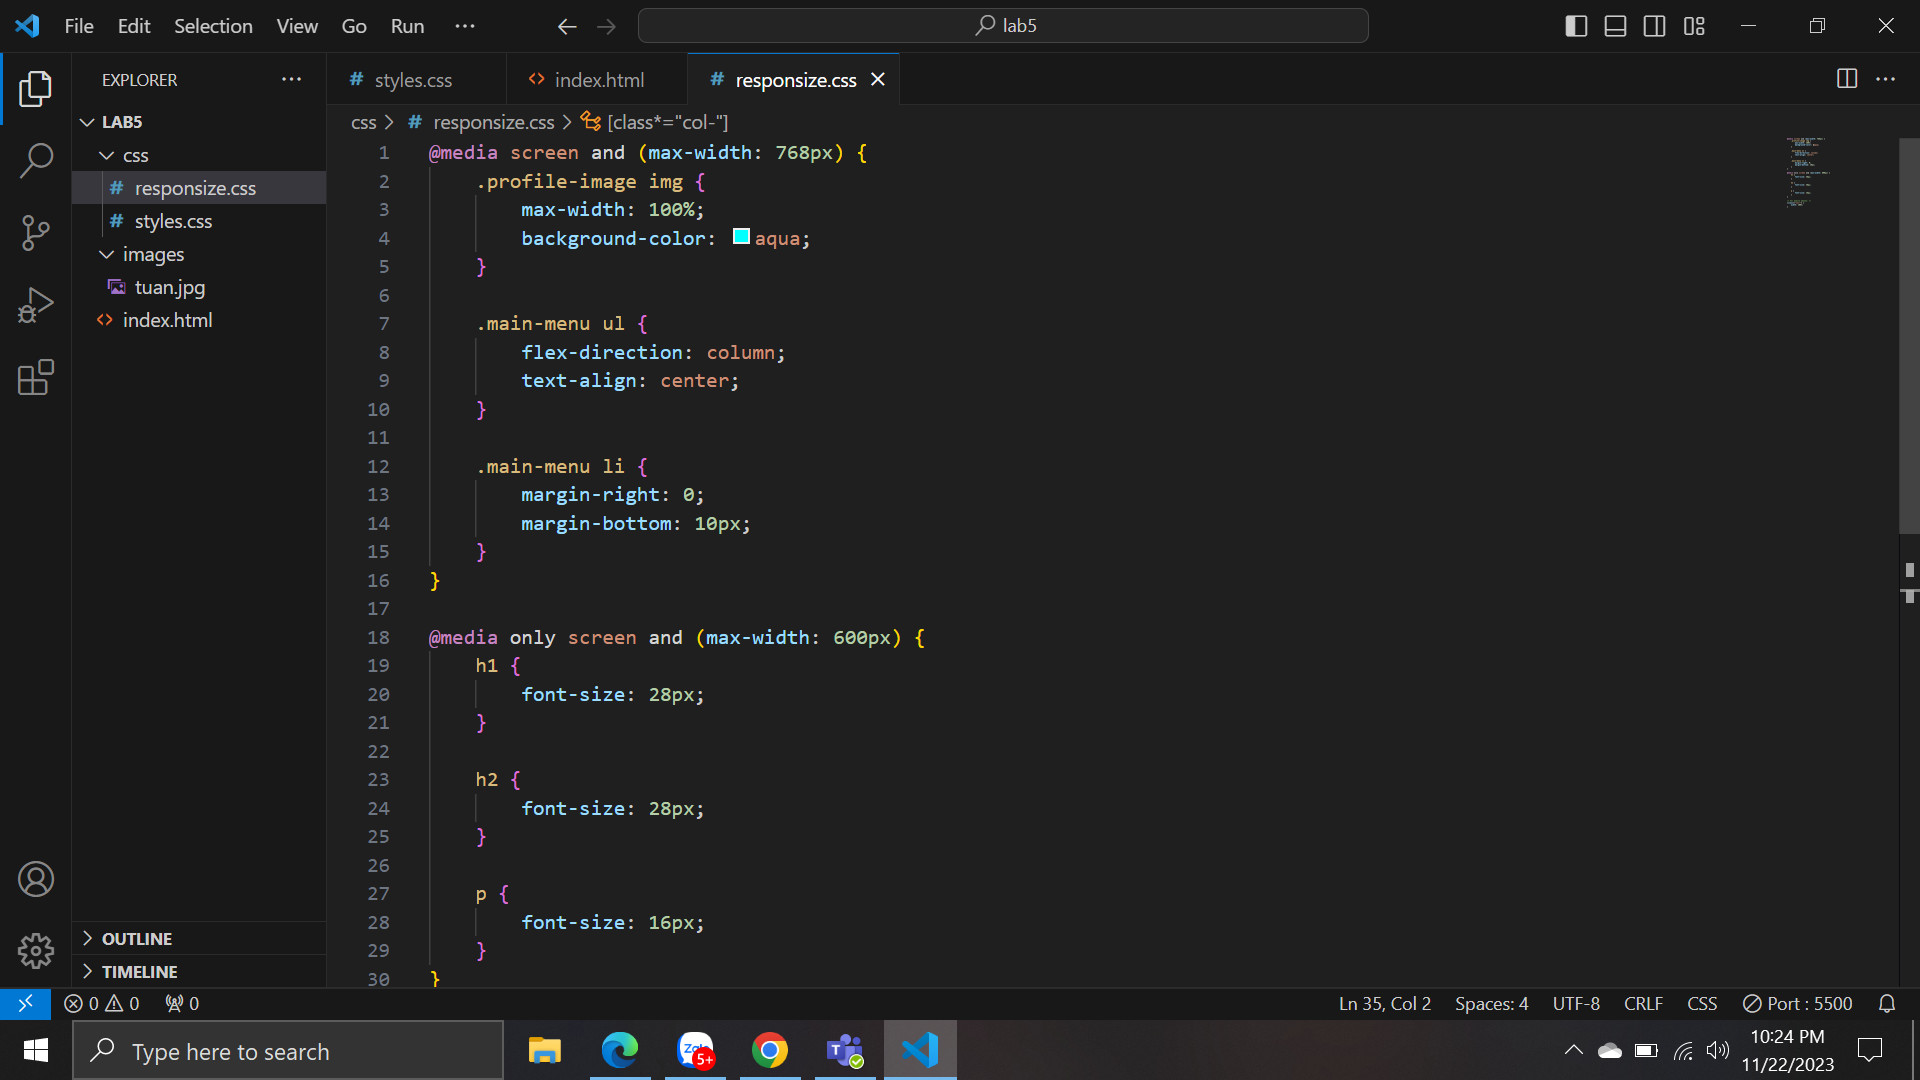 File Edit Selection View Go Run ··· lab5
EXPLORER ···
styles.css
index.html
responsize.css
LAB5
css
responsize.css
styles.css
images
tuan.jpg
index.html
css > # responsize.css > [class*="col-"]
1 @media screen and (max-width: 768px) {
2 .profile-image img {
3 max-width: 100%;
4 background-color: aqua;
5 }
6
7 .main-menu ul {
8 flex-direction: column;
9 text-align: center;
10 }
11
12 .main-menu li {
13 margin-right: 0;
14 margin-bottom: 10px;
15 }
16 }
17
18 @media only screen and (max-width: 600px) {
19 h1 {
20 font-size: 28px;
21 }
22
23 h2 {
24 font-size: 28px;
25 }
26
27 p {
28 font-size: 16px;
29 }
30 }
OUTLINE
TIMELINE
0 0 0 Ln 35, Col 2 Spaces: 4 UTF-8 CRLF CSS Port : 5500
Type here to search
Zalo
5+
10:24 PM
11/22/2023